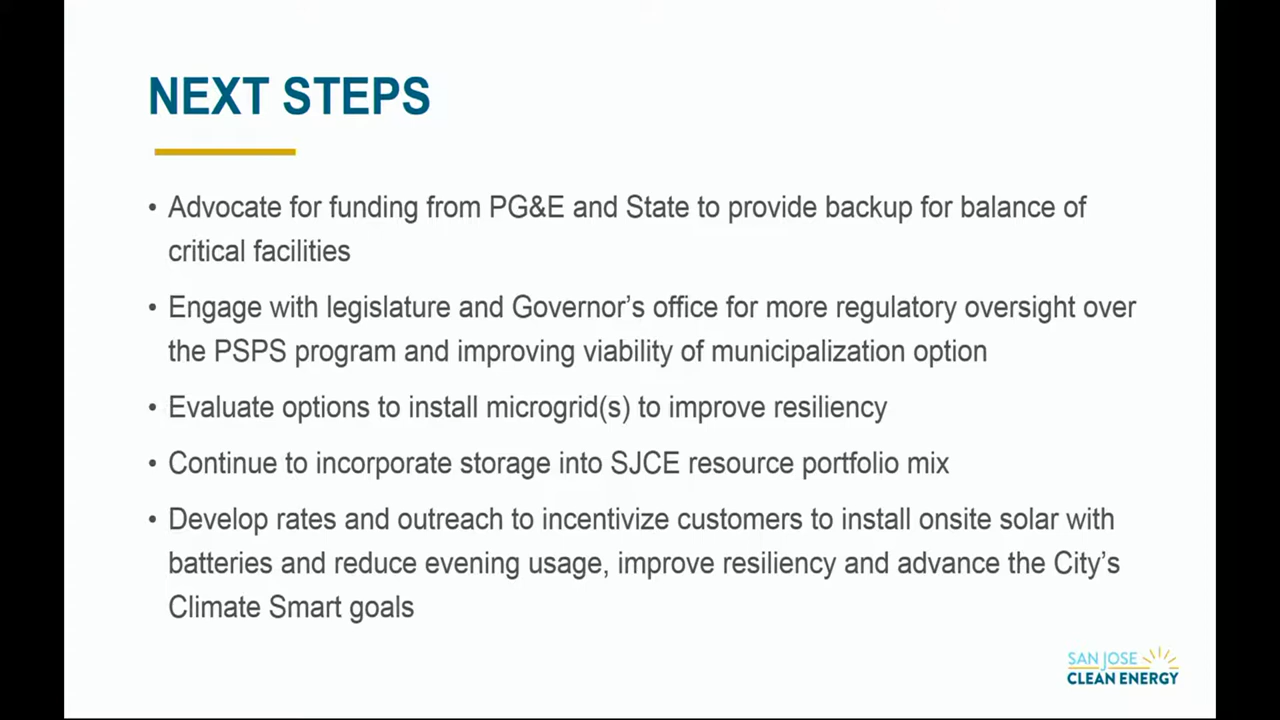 NEXT STEPS
• Advocate for funding from PG&E and State to provide backup for balance of
critical facilities
• Engage with legislature and Governor’s office for more regulatory oversight over
the PSPS program and improving viability of municipalization option
• Evaluate options to install microgrid(s) to improve resiliency
• Continue to incorporate storage into SJCE resource portfolio mix
• Develop rates and outreach to incentivize customers to install onsite solar with
batteries and reduce evening usage, improve resiliency and advance the City’s
Climate Smart goals
SAN JOSE
CLEAN ENERGY